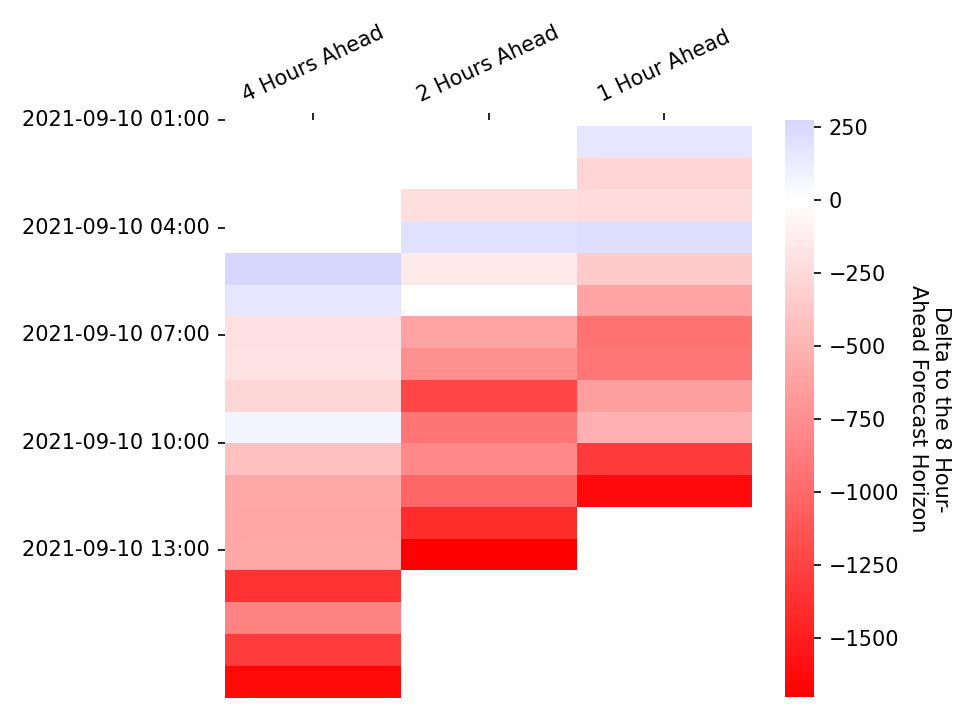 4 Hours Ahead
2 Hours Ahead
1 Hour Ahead
2021-09-10 01:00
2021-09-10 04:00
2021-09-10 07:00
2021-09-10 10:00
2021-09-10 13:00
250
0
−250
−500
−750
−1000
−1250
−1500
Delta to the 8 Hour-
Ahead Forecast Horizon